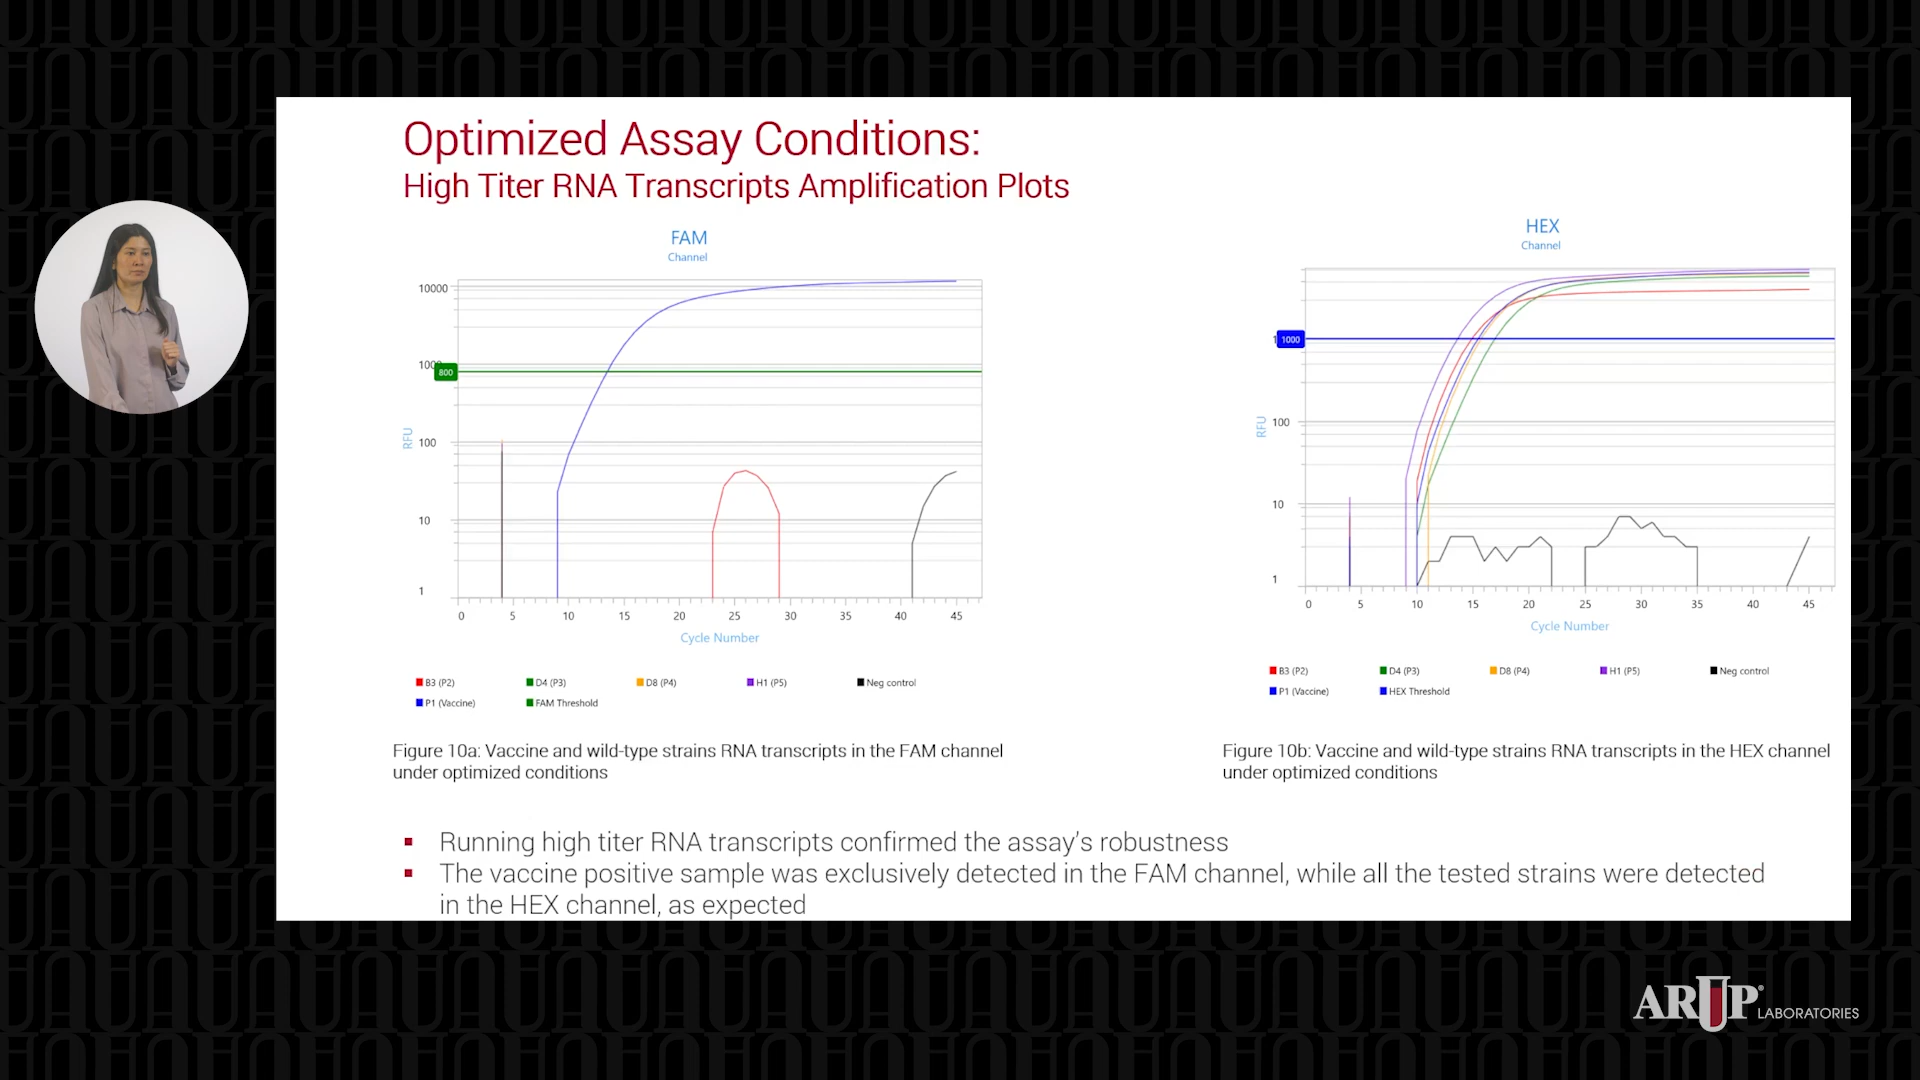 Optimized Assay Conditions:
High Titer RNA Transcripts Amplification Plots
FAM
Channel
10000
1000
800
RFU
100
10
1
0 5 10 15 20 25 30 35 40 45
Cycle Number
B3 (P2) D4 (P3) D8 (P4) H1 (P5) Neg control
P1 (Vaccine) FAM Threshold
Figure 10a: Vaccine and wild-type strains RNA transcripts in the FAM channel
under optimized conditions
HEX
Channel
1000
RFU
100
10
1
0 5 10 15 20 25 30 35 40 45
Cycle Number
B3 (P2) D4 (P3) D8 (P4) H1 (P5) Neg control
P1 (Vaccine) HEX Threshold
Figure 10b: Vaccine and wild-type strains RNA transcripts in the HEX channel
under optimized conditions
Running high titer RNA transcripts confirmed the assay's robustness
The vaccine positive sample was exclusively detected in the FAM channel, while all the tested strains were detected
in the HEX channel, as expected
ARUP® LABORATORIES